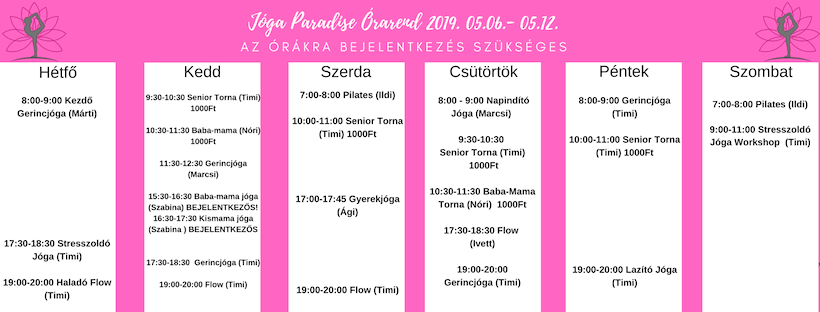 Jóga Paradise Órarend 2019. 05.06.- 05.12.
AZ ÓRÁKRA BEJELENTKEZÉS SZÜKSÉGES
Hétfő
8:00-9:00 Kezdő
Gerincjóga (Márti)
17:30-18:30 Stresszoldó
Jóga (Timi)
19:00-20:00 Haladó Flow
(Timi)
Kedd
9:30-10:30 Senior Torna (Timi)
1000Ft
10:30-11:30 Baba-mama (Nóri)
1000Ft
11:30-12:30 Gerincjóga
(Marcsi)
15:30-16:30 Baba-mama jóga
(Szabina) BEJELENTKEZŐS!
16:30-17:30 Kismama jóga
(Szabina ) BEJELENTKEZŐS
17:30-18:30  Gerincjóga (Timi)
19:00-20:00 Flow (Timi)
Szerda
7:00-8:00 Pilates (Ildi)
10:00-11:00 Senior Torna
(Timi) 1000Ft
17:00-17:45 Gyerekjóga
(Ági)
19:00-20:00 Flow (Timi)
Csütörtök
8:00 - 9:00 Napindító
Jóga (Marcsi)
9:30-10:30
Senior Torna (Timi)
1000Ft
10:30-11:30 Baba-Mama
Torna (Nóri)  1000Ft
17:30-18:30 Flow
(Ivett)
19:00-20:00
Gerincjóga (Timi)
Péntek
8:00-9:00 Gerincjóga
(Timi)
10:00-11:00 Senior Torna
(Timi) 1000Ft
19:00-20:00 Lazító Jóga
(Timi)
Szombat
7:00-8:00 Pilates (Ildi)
9:00-11:00 Stresszoldó
Jóga Workshop  (Timi)